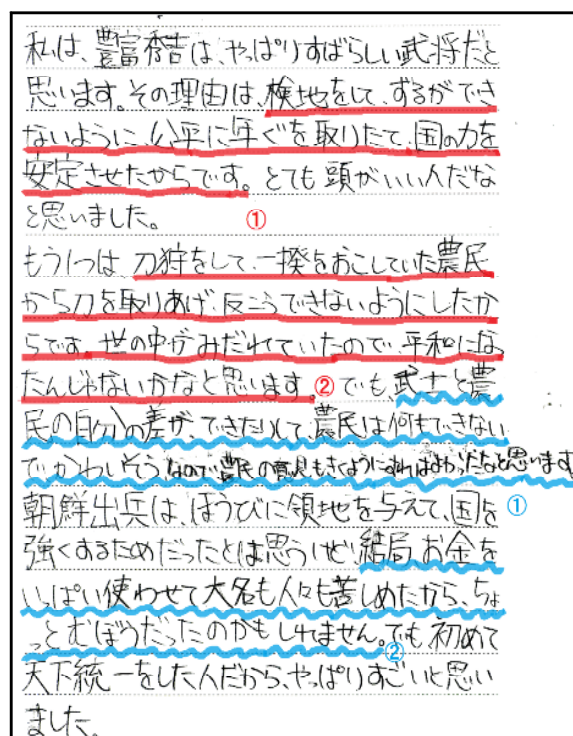 私は、豊富秀吉は、やっぱりすばらしい武将だと
思います。その理由は、検地をして、ずるができ
ないように公平に年ぐを取りたて、国の力を
安定させたからです。とても頭がいい人だな
と思いました。 ①
もう1つは、刀狩をして、一揆をおこしていた農民
から刀を取りあげ、反こうできないようにしたか
らです。世の中がみだれていたので、平和になっ
たんじゃないかなと思います。② でも、武士と農
民の自分の差が、できたりして、農民は何もできない
でかわいそう。なので農民の意見もきくようにすればよかったなと思います。
朝鮮出兵は、ほうびに領地を与えて、国を ①
強くするためだったとは思うけど、結局お金を
いっぱい使わせて大名も人々も苦しめたから、ちょ
っとむぼうだったのかもしれません。② でも、初めて
天下統一をした人だから、やっぱりすごいと思い
ました。